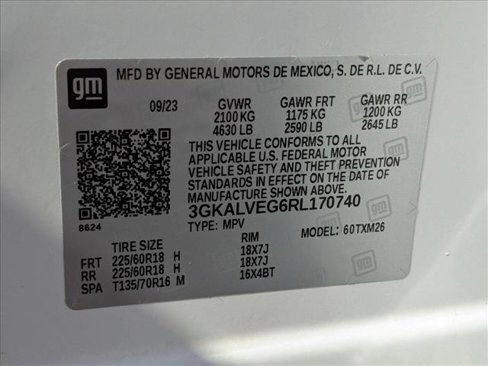 gm MFD BY GENERAL MOTORS DE MEXICO, S. DE R.L. DE C.V.
09/23 GVWR GAWR FRT GAWR RR
2100 KG 1175 KG 1200 KG
4630 LB 2590 LB 2645 LB
THIS VEHICLE CONFORMS TO ALL
APPLICABLE U.S. FEDERAL MOTOR
VEHICLE SAFETY AND THEFT PREVENTION
STANDARDS IN EFFECT ON THE DATE OF
MANUFACTURE SHOWN ABOVE.
3GKALVEG6RL170740
8624 TYPE: MPV MODEL: 60TXM26
TIRE SIZE RIM
FRT 225/60R18 H 18X7J
RR 225/60R18 H 18X7J
SPA T135/70R16 M 16X4BT